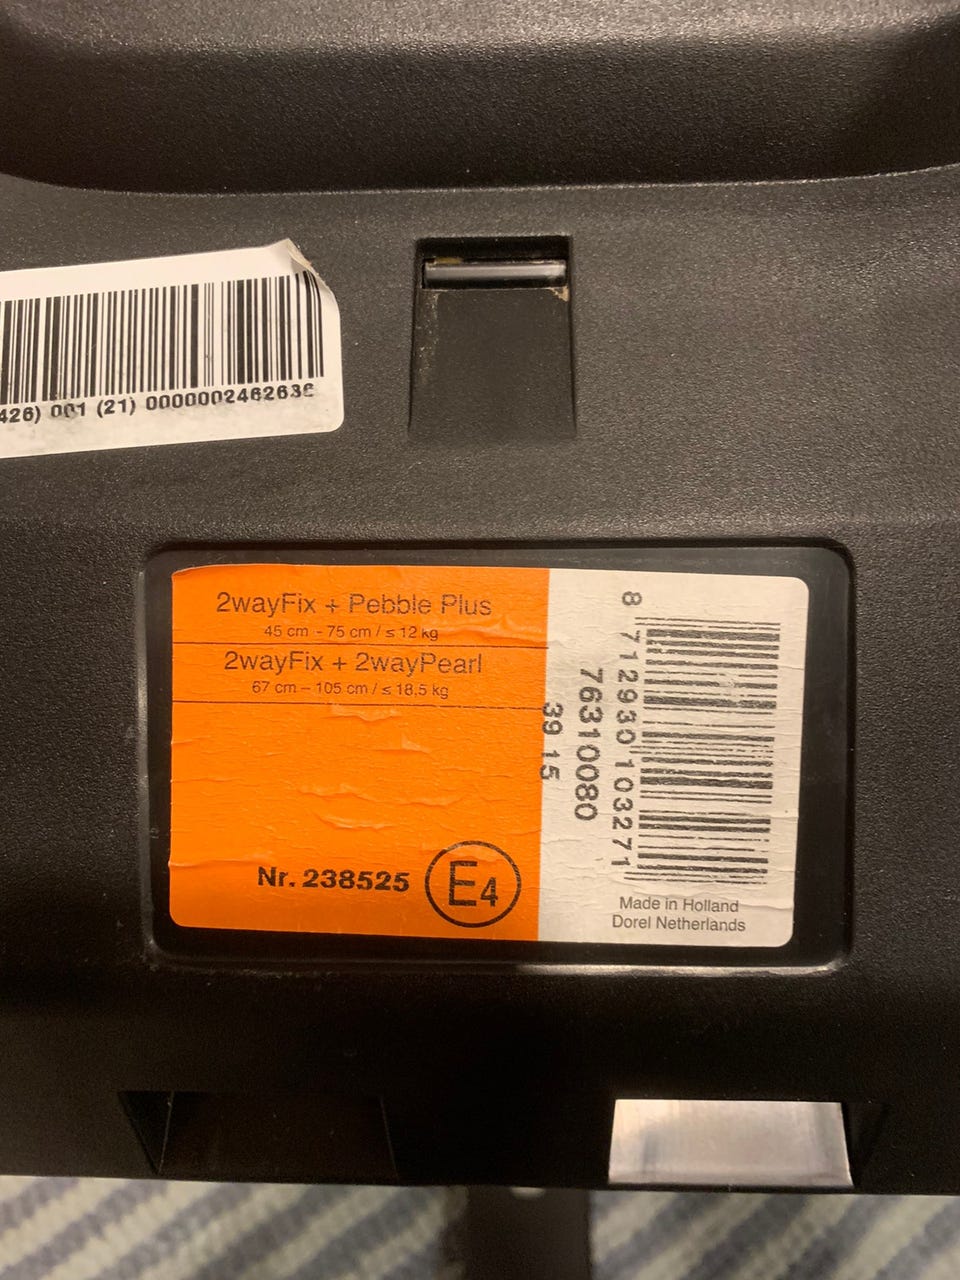 426) 001 (21) 000000246263
2wayFix + Pebble Plus
45 cm - 75 cm / ≤ 12 kg
2wayFix + 2wayPearl
67 cm – 105 cm / ≤ 18,5 kg
Nr. 238525 E4
39 15
76310080
8 712930 103271
Made in Holland
Dorel Netherlands